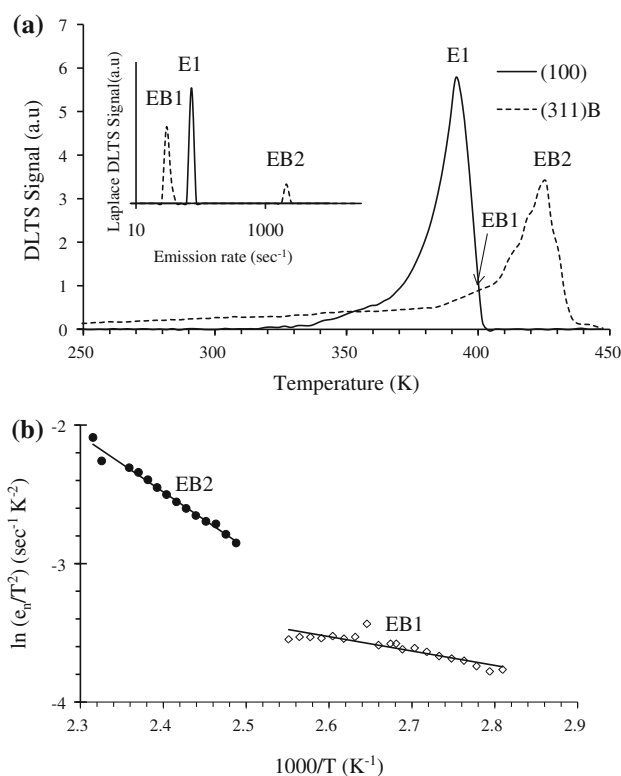 (a)
7
6
5
4
3
2
1
0
DLTS Signal (a.u)
250
300
350
400
450
Temperature (K)
E1
(100)
(311)B
EB2
EB1
Laplace DLTS Signal(a.u)
E1
EB1
EB2
10
1000
Emission rate (sec⁻¹)
(b)
-2
-3
-4
ln (eₙ/T²) (sec⁻¹ K⁻²)
EB2
EB1
2.3
2.4
2.5
2.6
2.7
2.8
2.9
1000/T (K⁻¹)